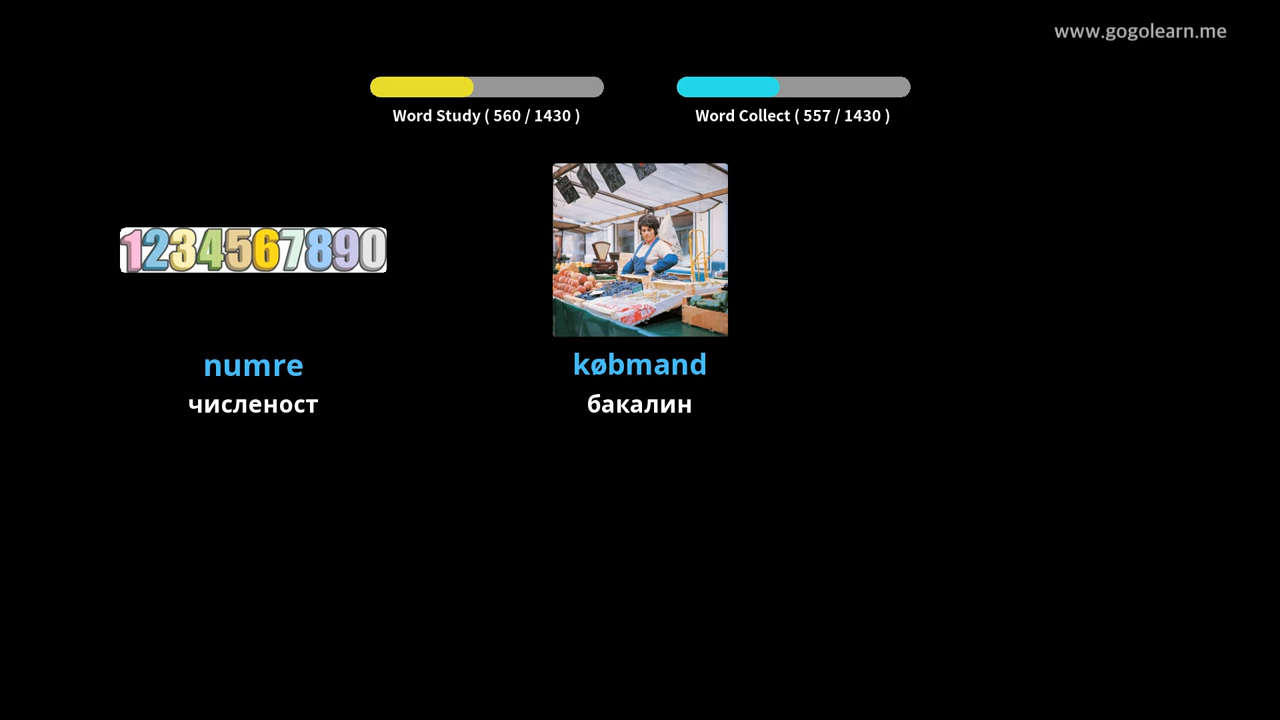 www.gogolearn.me
Word Study ( 560 / 1430 )
Word Collect ( 557 / 1430 )
1234567890
numre
численост
købmand
бакалин